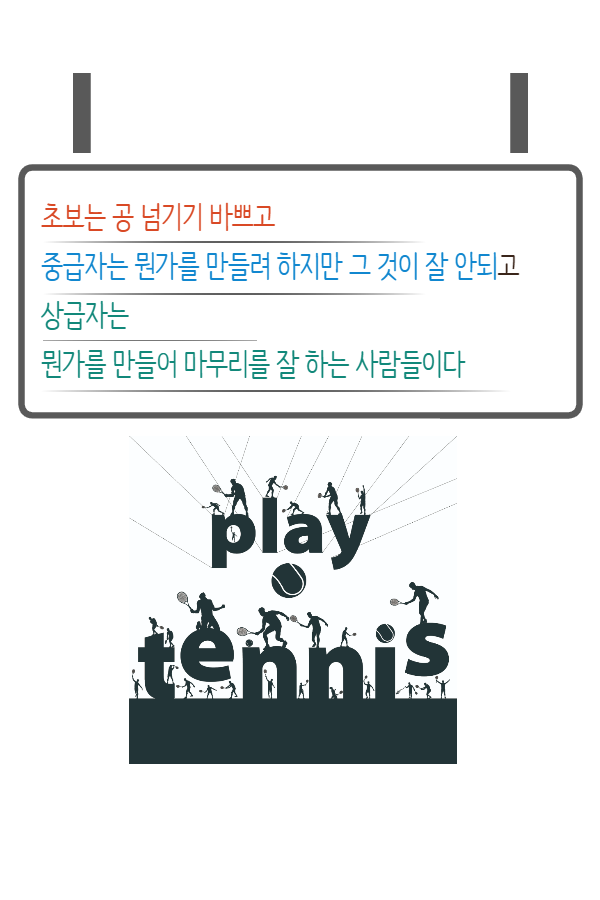 초보는 공 넘기기 바쁘고
중급자는 뭔가를 만들려 하지만 그 것이 잘 안되고
상급자는
뭔가를 만들어 마무리를 잘 하는 사람들이다
play
tennis